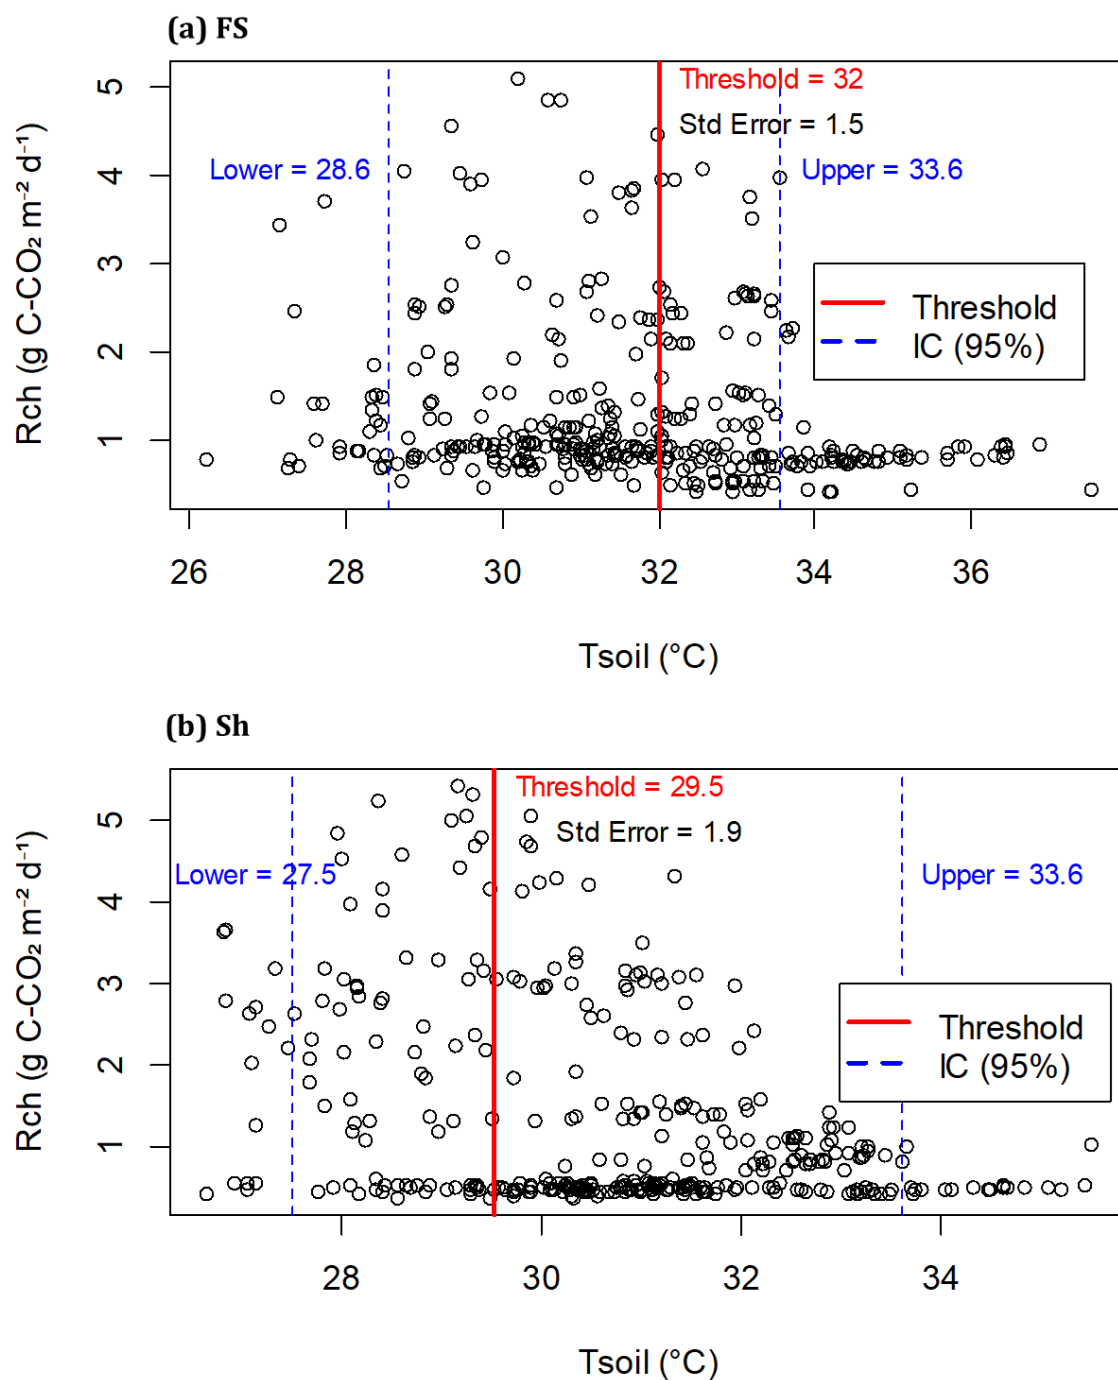 (a) FS
Threshold = 32
Std Error = 1.5
Lower = 28.6
Upper = 33.6
Threshold
IC (95%)
Rch (g C-CO₂ m⁻² d⁻¹)
5
4
3
2
1
26 28 30 32 34 36
Tsoil (°C)
(b) Sh
Threshold = 29.5
Std Error = 1.9
Lower = 27.5
Upper = 33.6
Threshold
IC (95%)
Rch (g C-CO₂ m⁻² d⁻¹)
5
4
3
2
1
28 30 32 34
Tsoil (°C)